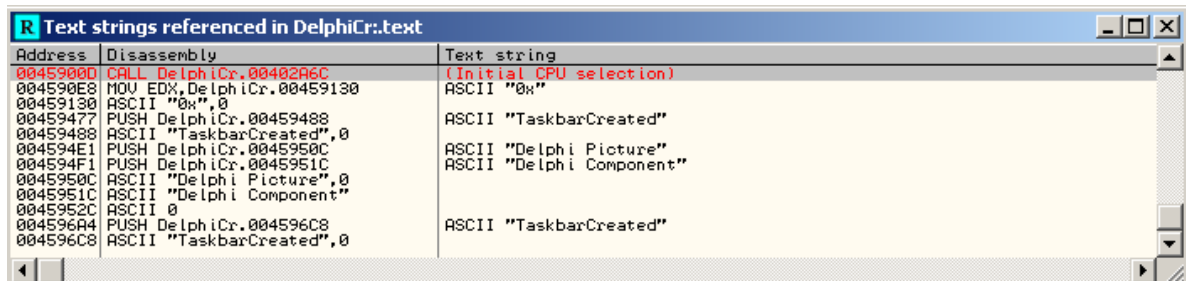 R Text strings referenced in DelphiCr:.text
Address Disassembly Text string
0045900D CALL DelphiCr.00402A6C (Initial CPU selection)
004590E8 MOV EDX,DelphiCr.00459130 ASCII "0x"
00459130 ASCII "0x",0
00459477 PUSH DelphiCr.00459488 ASCII "TaskbarCreated"
00459488 ASCII "TaskbarCreated",0
004594E1 PUSH DelphiCr.0045950C ASCII "Delphi Picture"
004594F1 PUSH DelphiCr.0045951C ASCII "Delphi Component"
0045950C ASCII "Delphi Picture",0
0045951C ASCII "Delphi Component"
0045952C ASCII 0
004596A4 PUSH DelphiCr.004596C8 ASCII "TaskbarCreated"
004596C8 ASCII "TaskbarCreated",0